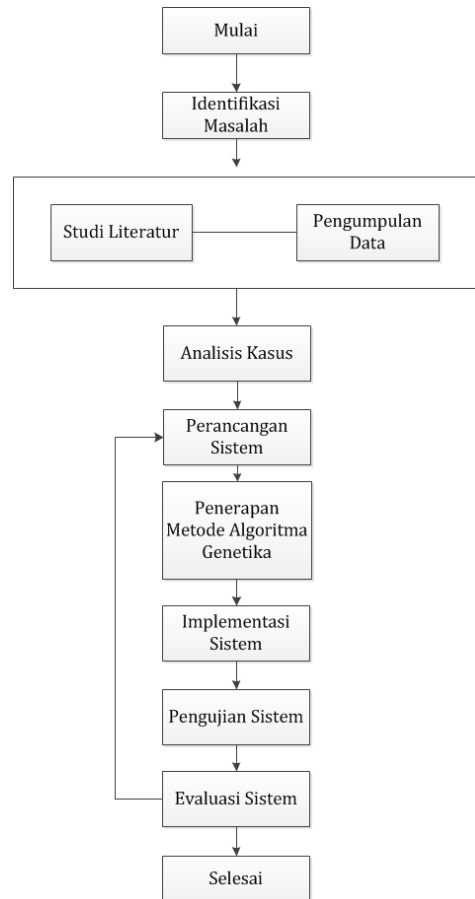 Mulai
Identifikasi
Masalah
Studi Literatur
Pengumpulan
Data
Analisis Kasus
Perancangan
Sistem
Penerapan
Metode Algoritma
Genetika
Implementasi
Sistem
Pengujian Sistem
Evaluasi Sistem
Selesai